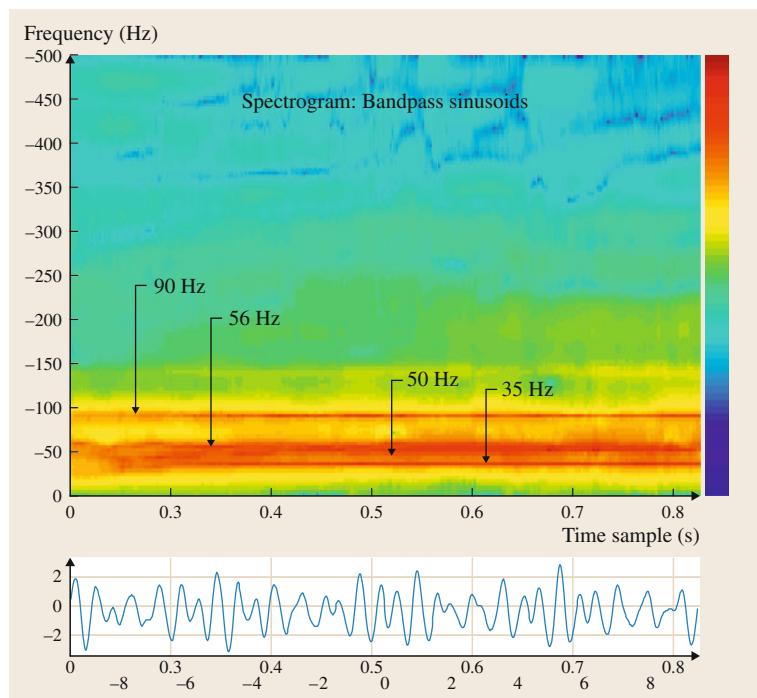 Frequency (Hz)
–500
–450
–400
350
–300
–250
–200
–150
–100
–50
0
Spectrogram: Bandpass sinusoids
90 Hz
56 Hz
50 Hz
35 Hz
0 0.3 0.4 0.5 0.6 0.7 0.8
Time sample (s)
2
0
–2
0 0.3 0.4 0.5 0.6 0.7 0.8
–8 –6 –4 –2 0 2 4 6 8